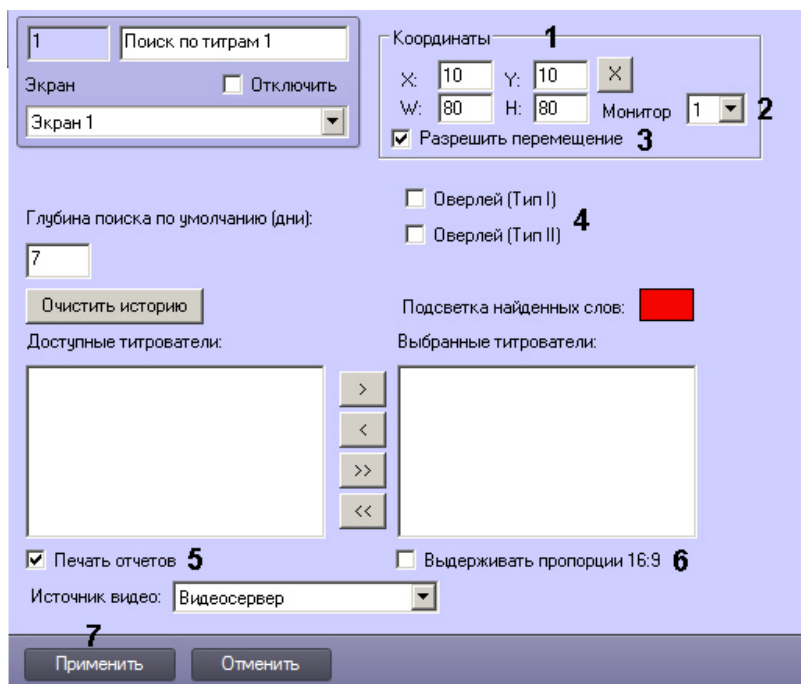 1 Поиск по титрам 1
Экран Отключить
Экран 1
Координаты 1
X: 10 Y: 10 X
W: 80 H: 80 Монитор 1 2
Разрешить перемещение 3
Оверлей (Тип I)
Оверлей (Тип II) 4
Глубина поиска по умолчанию (дни):
7
Очистить историю
Подсветка найденных слов:
Доступные титрователи:
Выбранные титрователи:
>
<
>>
<<
Печать отчетов 5
Выдерживать пропорции 16:9 6
Источник видео: Видеосервер
7
Применить Отменить